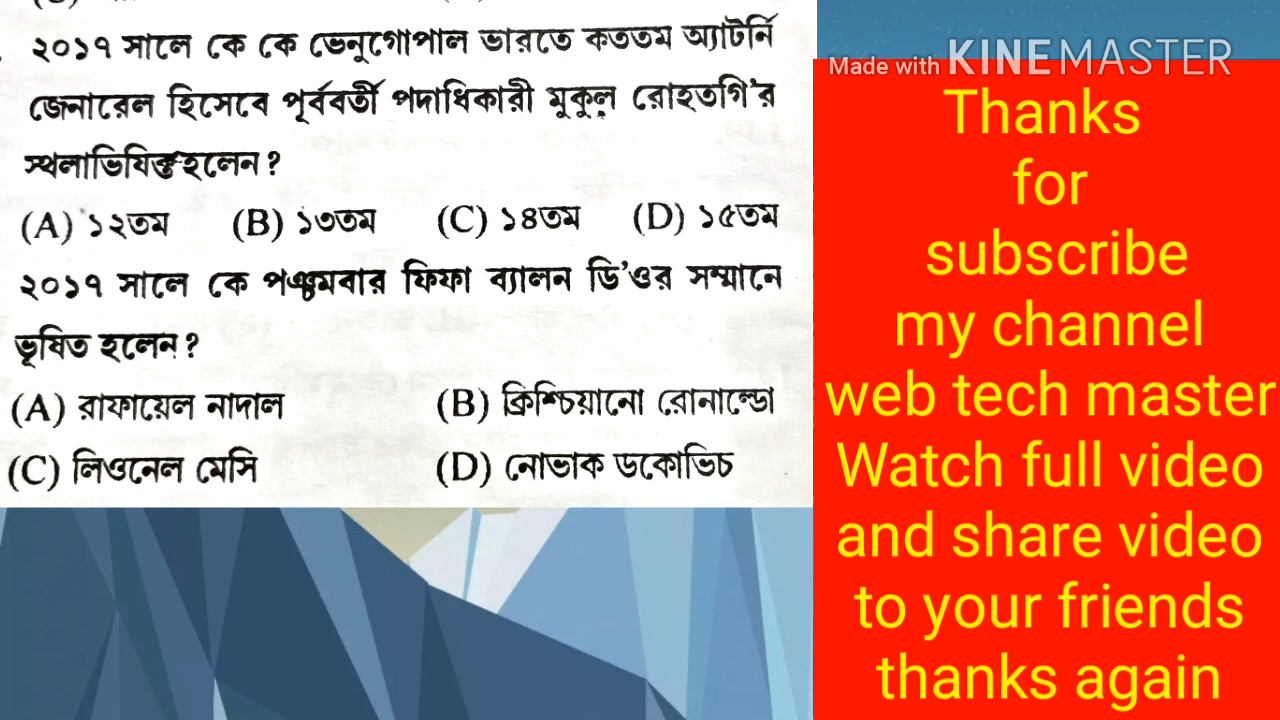 ২০১৭ সালে কে কে ভেনুগোপাল ভারতে কততম অ্যাটর্নি
জেনারেল হিসেবে পূর্ববর্তী পদাধিকারী মুকুল রোহতগি'র
স্থলাভিষিক্ত হলেন ?
(A) ১২তম (B) ১৩তম (C) ১৪তম (D) ১৫তম
২০১৭ সালে কে পঞ্চমবার ফিফা ব্যালন ডি'ওর সম্মানে
ভূষিত হলেন ?
(A) রাফায়েল নাদাল (B) ক্রিশ্চিয়ানো রোনাল্ডো
(C) লিওনেল মেসি (D) নোভাক ডকোভিচ
Made with KINEMASTER
Thanks
for
subscribe
my channel
web tech master
Watch full video
and share video
to your friends
thanks again